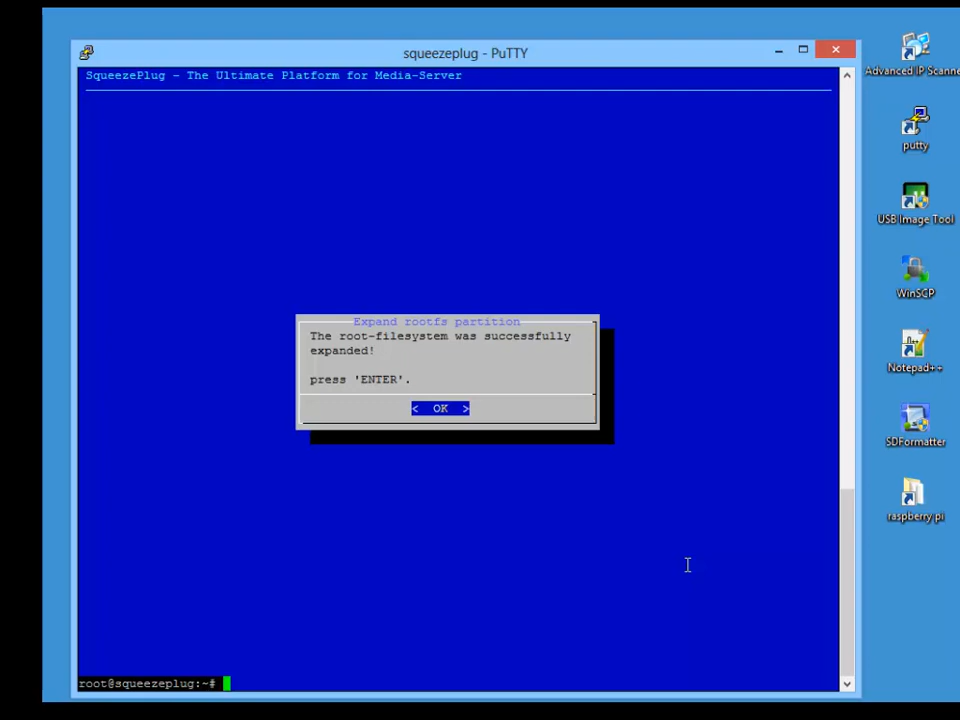 squeezeplug - PuTTY
SqueezePlug - The Ultimate Platform for Media-Server
Expand rootfs partition
The root-filesystem was successfully
expanded!
press 'ENTER'.
< OK >
root@squeezeplug:~#
Advanced IP Scanne
putty
USB Image Tool
WinSCP
Notepad++
SDFormatter
raspberry pi